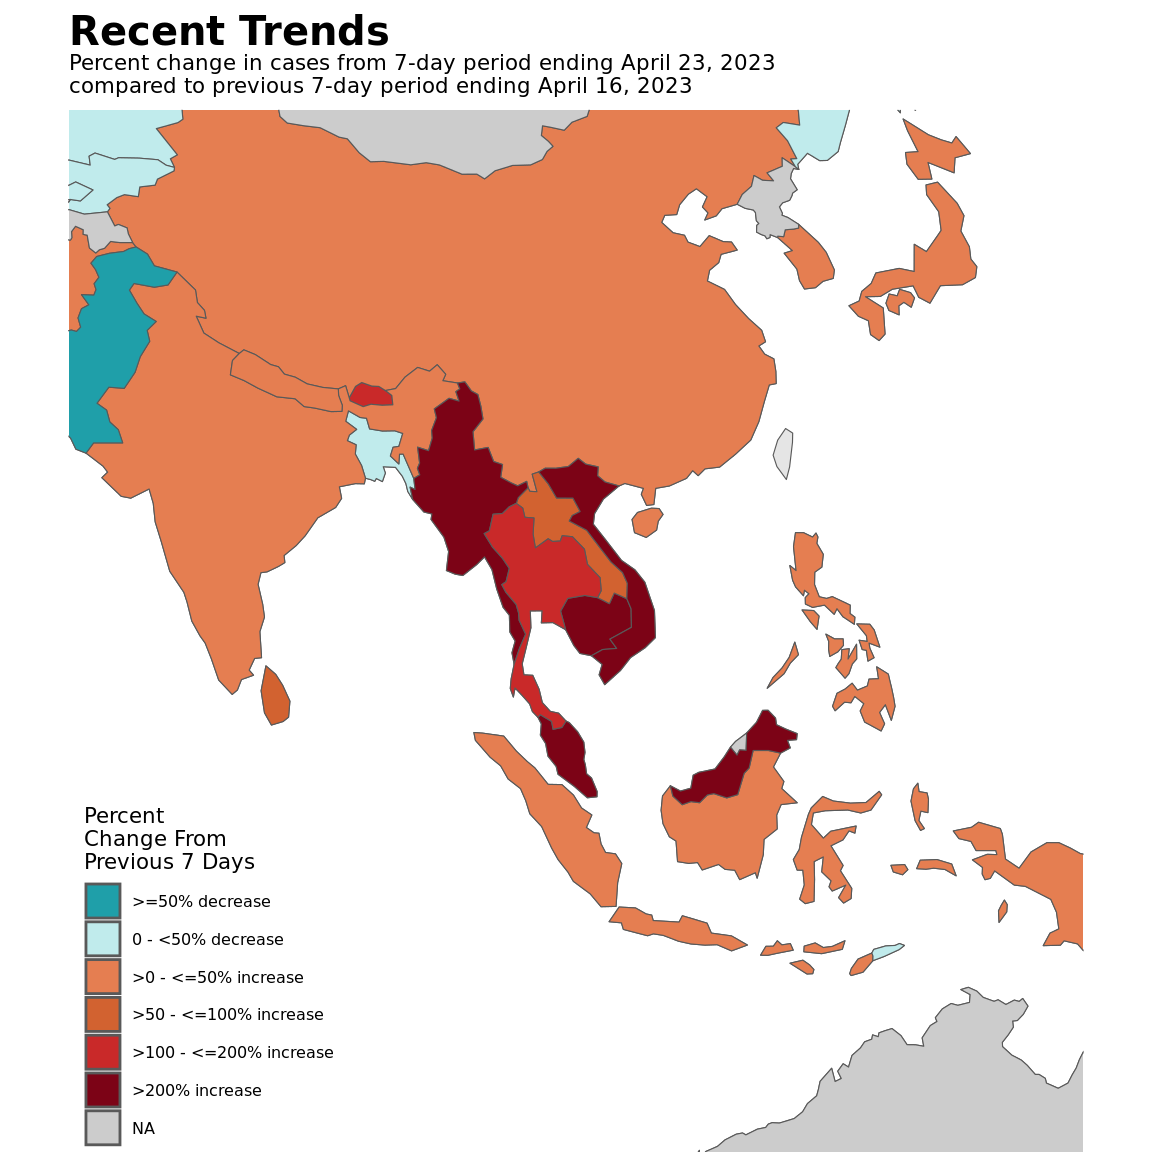 Recent Trends
Percent change in cases from 7-day period ending April 23, 2023
compared to previous 7-day period ending April 16, 2023
Percent
Change From
Previous 7 Days
>=50% decrease
0 - <50% decrease
>0 - <=50% increase
>50 - <=100% increase
>100 - <=200% increase
>200% increase
NA